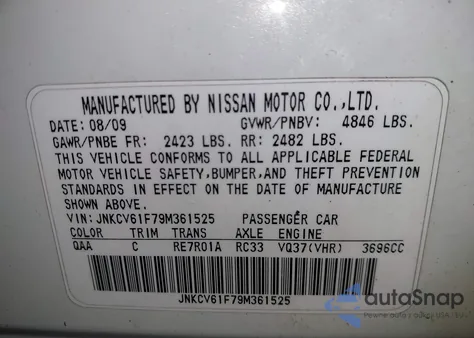 MANUFACTURED BY NISSAN MOTOR CO.,LTD.
DATE: 08/09 GVWR/PNBV: 4846 LBS.
GAWR/PNBE FR: 2423 LBS. RR: 2482 LBS.
THIS VEHICLE CONFORMS TO ALL APPLICABLE FEDERAL
MOTOR VEHICLE SAFETY,BUMPER,AND THEFT PREVENTION
STANDARDS IN EFFECT ON THE DATE OF MANUFACTURE
SHOWN ABOVE.
VIN: JNKCV61F79M361525 PASSENGER CAR
COLOR TRIM TRANS AXLE ENGINE
QAA C RE7R01A RC33 VQ37(VHR) 3696CC
JNKCV61F79M361525
autoSnap